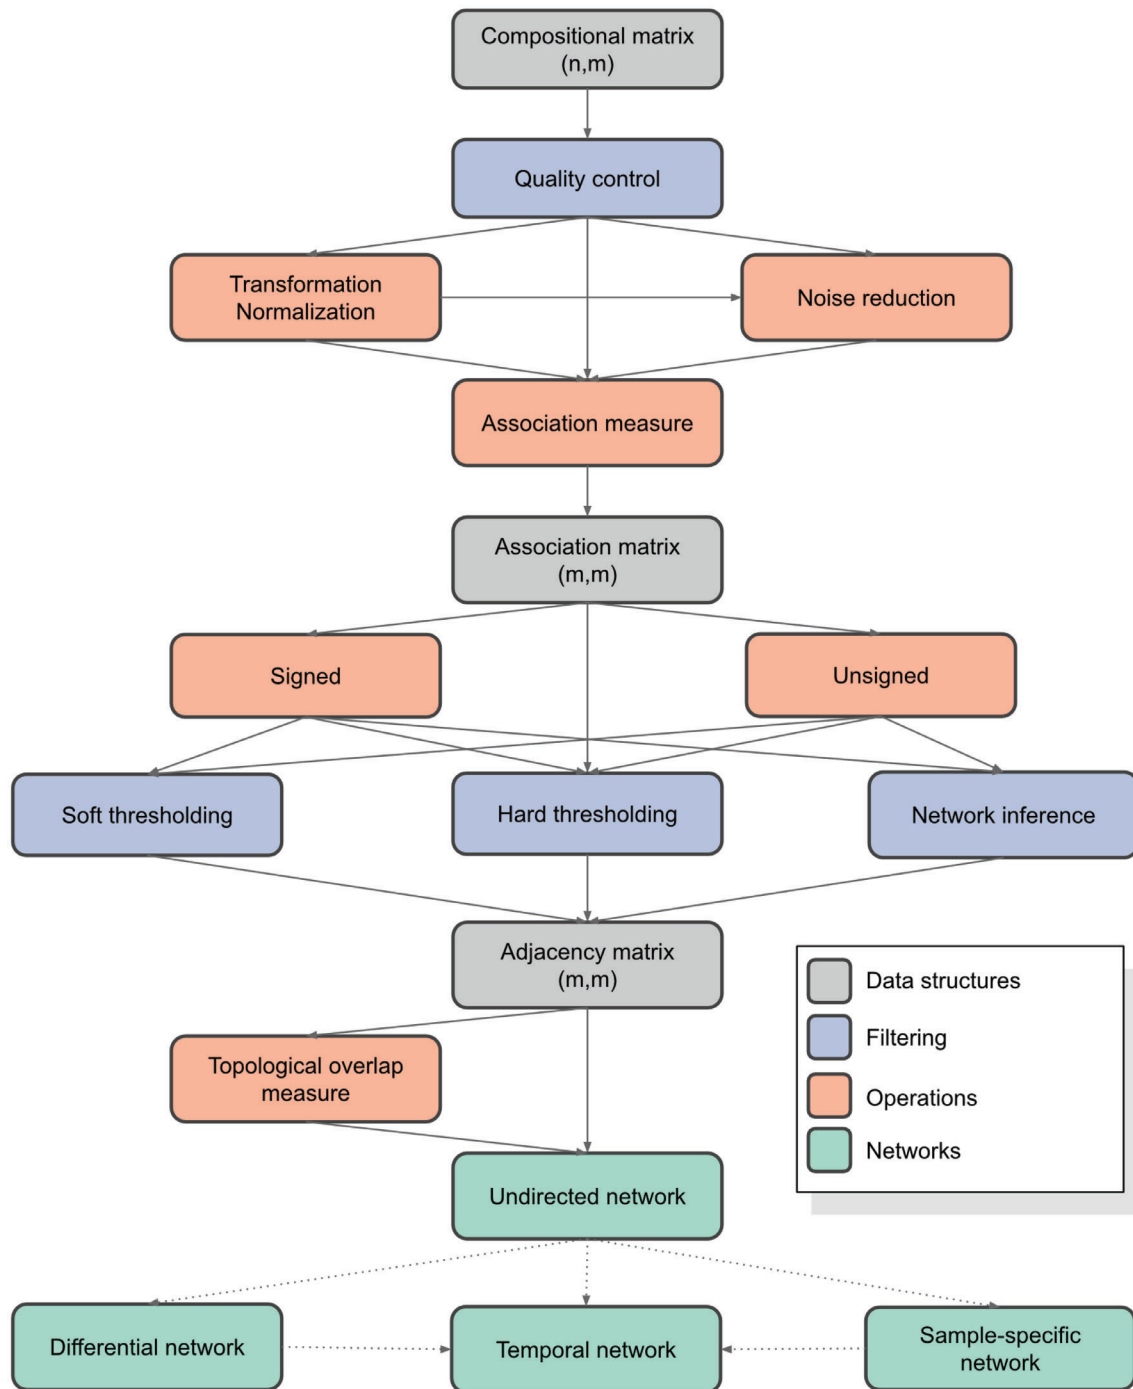 Compositional matrix
(n,m)
Quality control
Transformation
Normalization
Noise reduction
Association measure
Association matrix
(m,m)
Signed
Unsigned
Soft thresholding
Hard thresholding
Network inference
Adjacency matrix
(m,m)
Data structures
Filtering
Operations
Networks
Topological overlap
measure
Undirected network
Differential network
Temporal network
Sample-specific
network